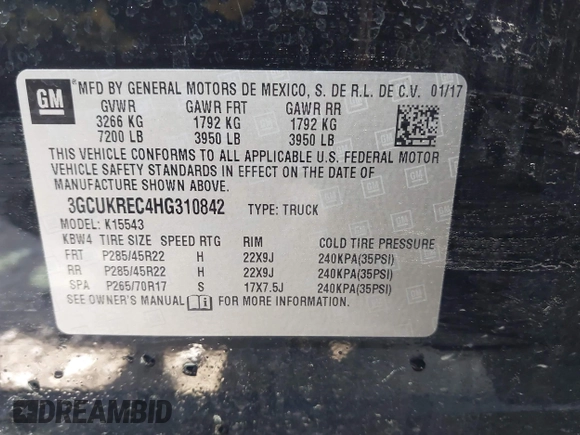 GM
MFD BY GENERAL MOTORS DE MEXICO, S. DE R.L. DE C.V. 01/17
GVWR GAWR FRT GAWR RR
3266 KG 1792 KG 1792 KG
7200 LB 3950 LB 3950 LB
THIS VEHICLE CONFORMS TO ALL APPLICABLE U.S. FEDERAL MOTOR
VEHICLE SAFETY STANDARDS IN EFFECT ON THE DATE OF
MANUFACTURE SHOWN ABOVE.
3GCUKREC4HG310842 TYPE: TRUCK
MODEL: K15543
KBW4 TIRE SIZE SPEED RTG RIM COLD TIRE PRESSURE
FRT P285/45R22 H 22X9J 240KPA(35PSI)
RR P285/45R22 H 22X9J 240KPA(35PSI)
SPA P265/70R17 S 17X7.5J 240KPA(35PSI)
SEE OWNER'S MANUAL FOR MORE INFORMATION.
DREAMBID